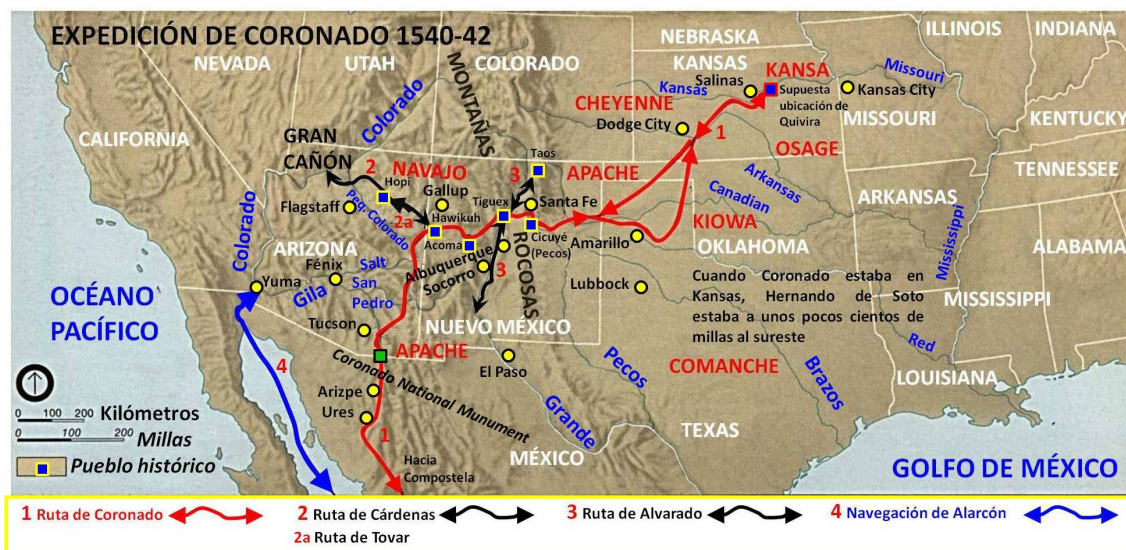 EXPEDICIÓN DE CORONADO 1540-42
NEVADA
UTAH
COLORADO
NEBRASKA
KANSAS
ILLINOIS
INDIANA
CALIFORNIA
MONTAÑAS
ROCOSAS
Colorado
CHEYENNE
Kansas
Salinas
KANSA
Supuesta
ubicación de
Quivira
Missouri
Kansas City
MISSOURI
KENTUCKY
Dodge City
1
OSAGE
TENNESSEE
GRAN
CAÑÓN
2
NAVAJO
Hopi
Gallup
Taos
3
APACHE
Arkansas
Canadian
ARKANSAS
Flagstaff
Peq. Colorado
2a
Hawikuh
Tiguex
Santa Fe
KIOWA
Mississippi
Colorado
ARIZONA
Acoma
Cicuyé
(Pecos)
Amarillo
OKLAHOMA
ALABAMA
Fénix
Salt
Albuquerque
Socorro
3
Yuma
Gila
San
Pedro
Lubbock
Cuando Coronado estaba en
Kansas, Hernando de Soto
estaba a unos pocos cientos de
millas al sureste
MISSISSIPPI
OCÉANO
PACÍFICO
Tucson
NUEVO MÉXICO
APACHE
El Paso
Pecos
COMANCHE
Brazos
Red
LOUISIANA
4
Coronado National Munument
Arizpe
Ures
1
Grande
TEXAS
Hacia
Compostela
MÉXICO
GOLFO DE MÉXICO
100 0 100 200 Kilómetros
100 0 100 200 Millas
Pueblo histórico
1 Ruta de Coronado
2 Ruta de Cárdenas
3 Ruta de Alvarado
4 Navegación de Alarcón
2a Ruta de Tovar